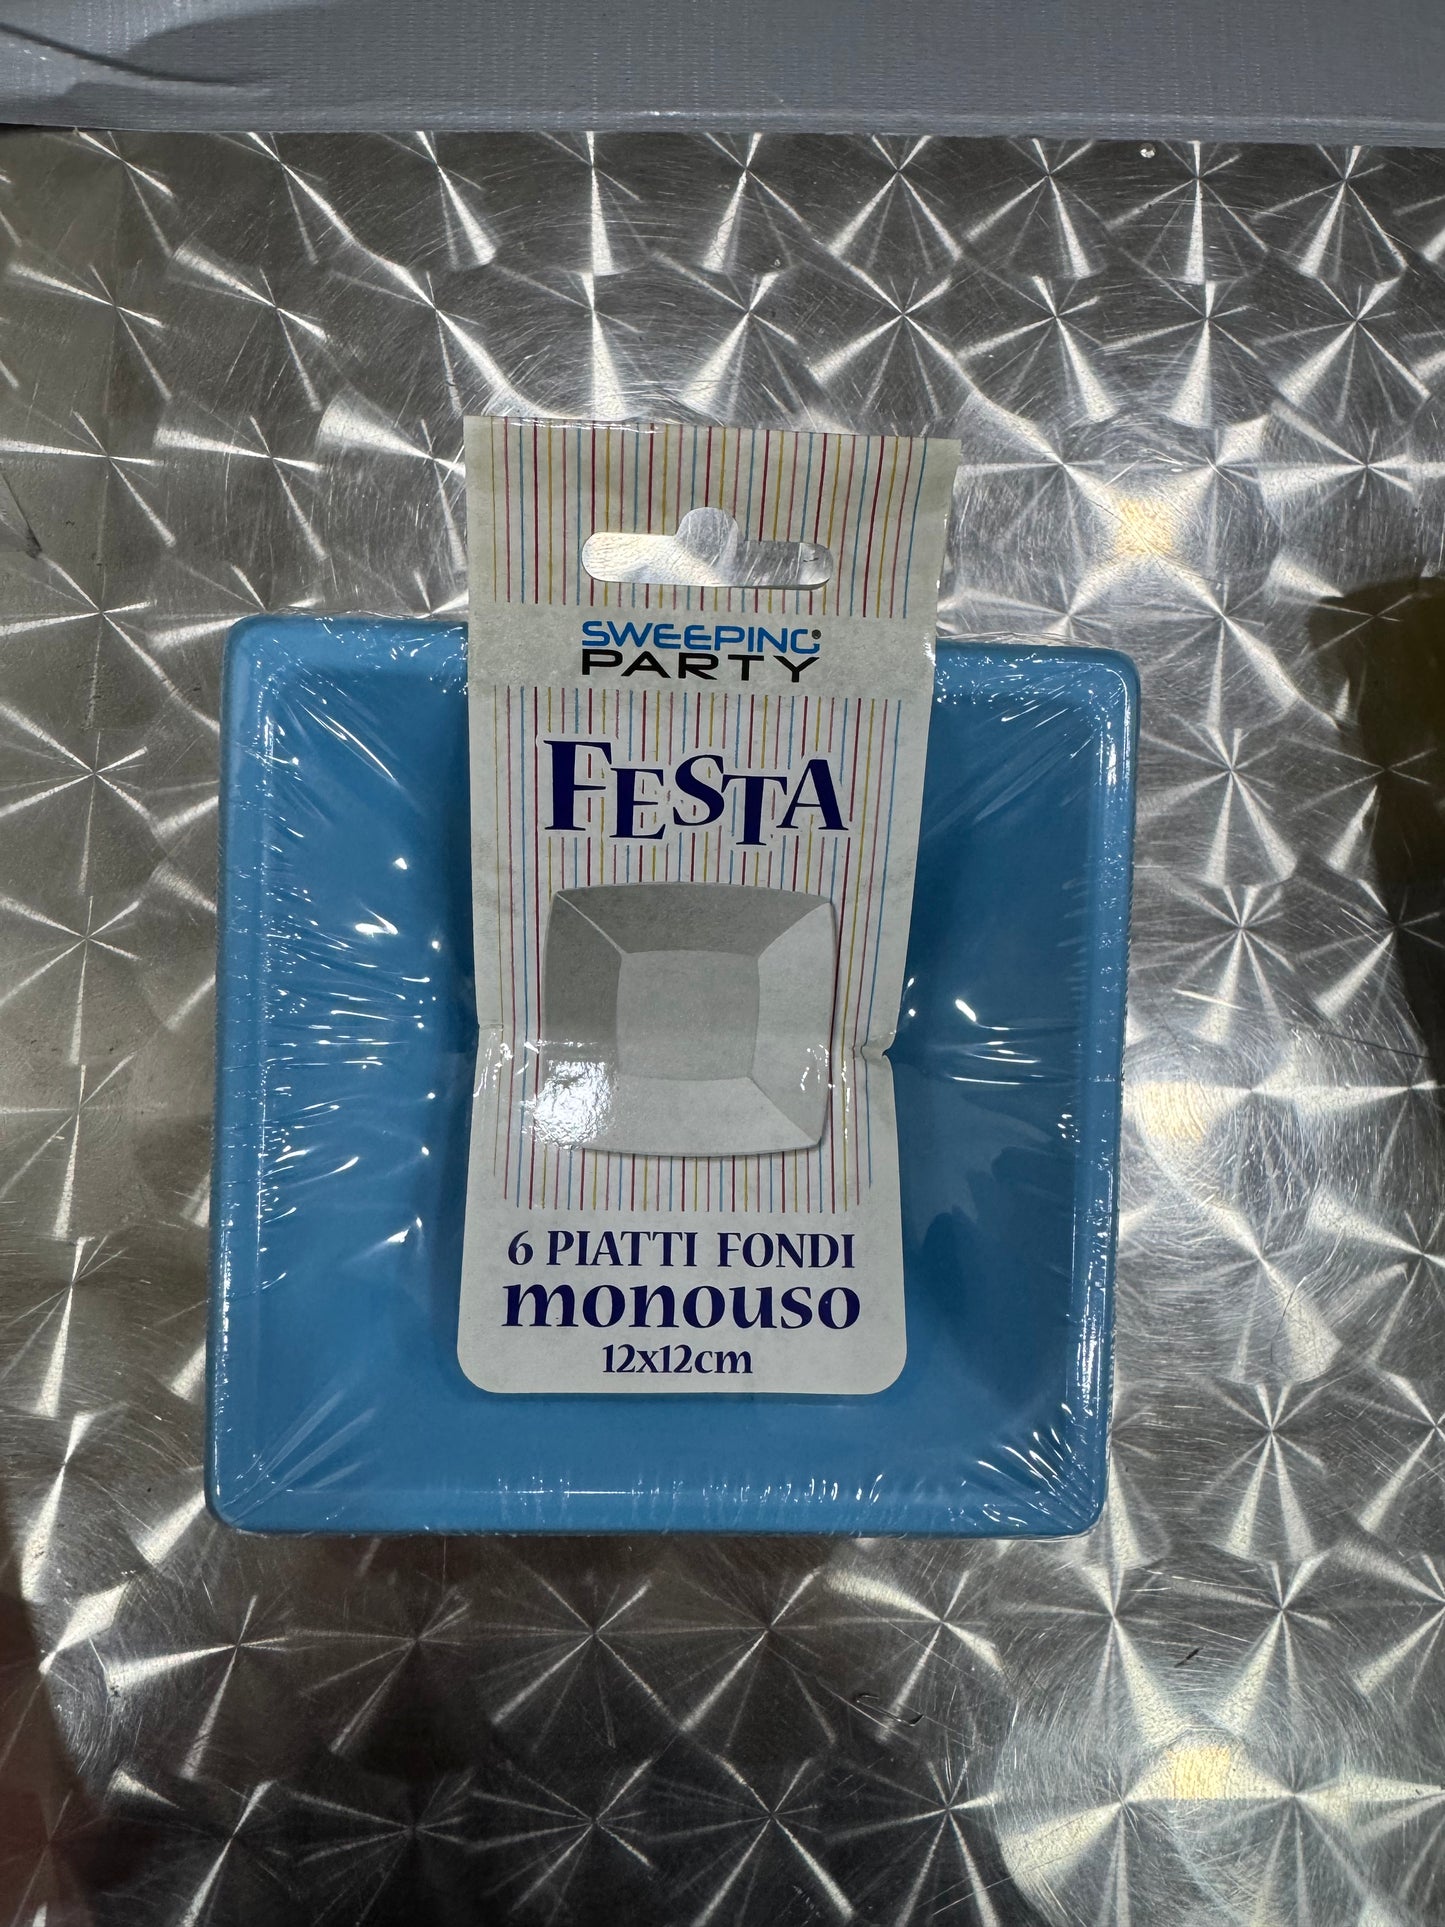 SWEEPING®
PARTY
FESTA
6 PIATTI FONDI
monouso
12x12cm